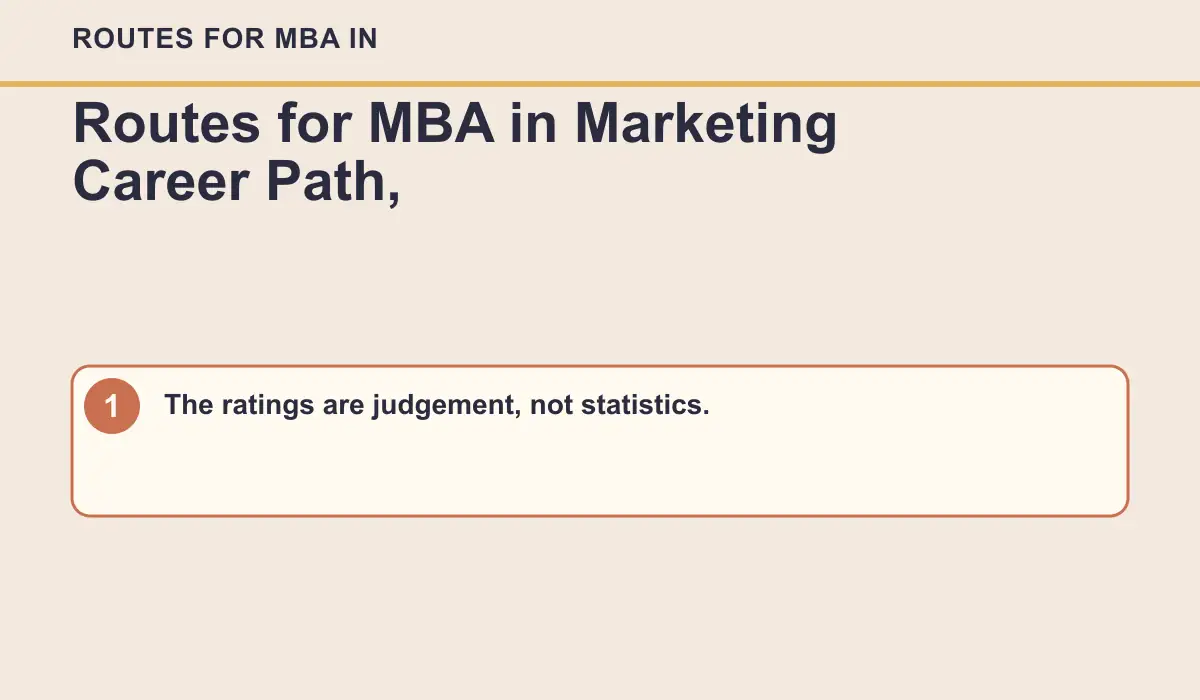 ROUTES FOR MBA IN
Routes for MBA in Marketing
Career Path,
1
The ratings are judgement, not statistics.